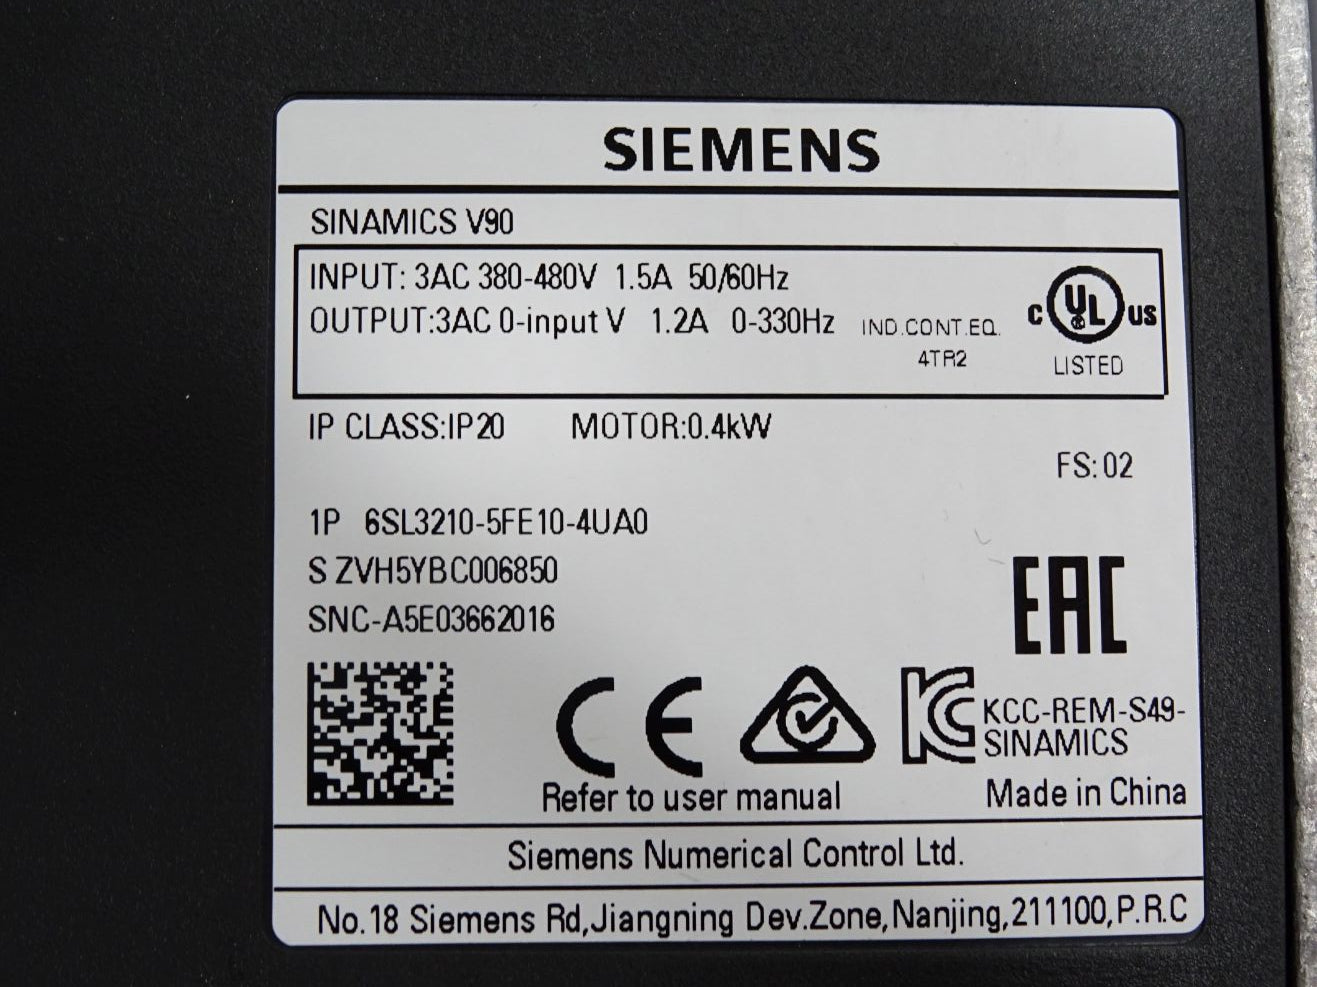 SIEMENS
SINAMICS V90
INPUT: 3AC 380-480V 1.5A 50/60Hz
OUTPUT:3AC 0-input V 1.2A 0-330Hz
IND.CONT.EQ.
4TR2
C UL US
LISTED
IP CLASS:IP20 MOTOR:0.4kW
FS:02
1P 6SL3210-5FE10-4UA0
S ZVH5YBC006850
SNC-A5E03662016
EAC
CE
KC
KCC-REM-S49-
SINAMICS
Refer to user manual
Made in China
Siemens Numerical Control Ltd.
No.18 Siemens Rd,Jiangning Dev.Zone,Nanjing,211100,P.R.C